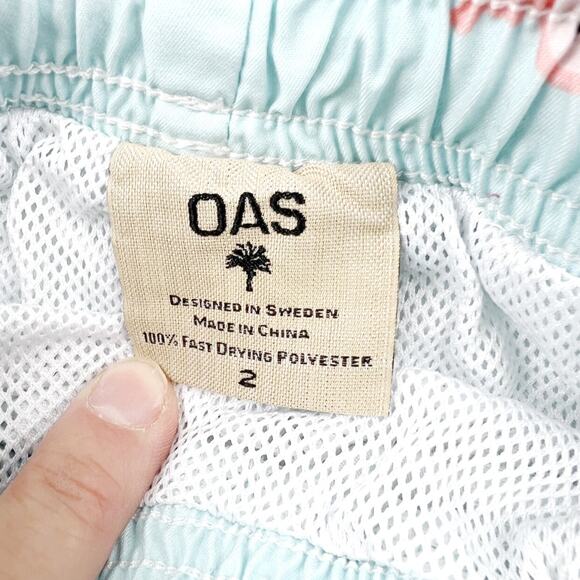 OAS
DESIGNED IN SWEDEN
MADE IN CHINA
100% FAST DRYING POLYESTER
2